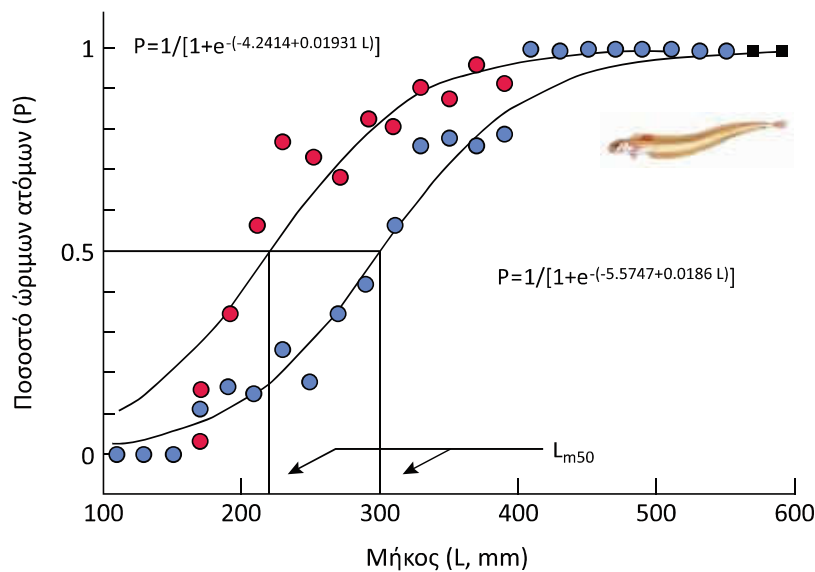 P=1/[1+e-(-4.2414+0.01931 L)]
1
0.5
0
Ποσοστό ώριμων ατόμων (P)
P=1/[1+e-(-5.5747+0.0186 L)]
Lm50
100 200 300 400 500 600
Μήκος (L, mm)